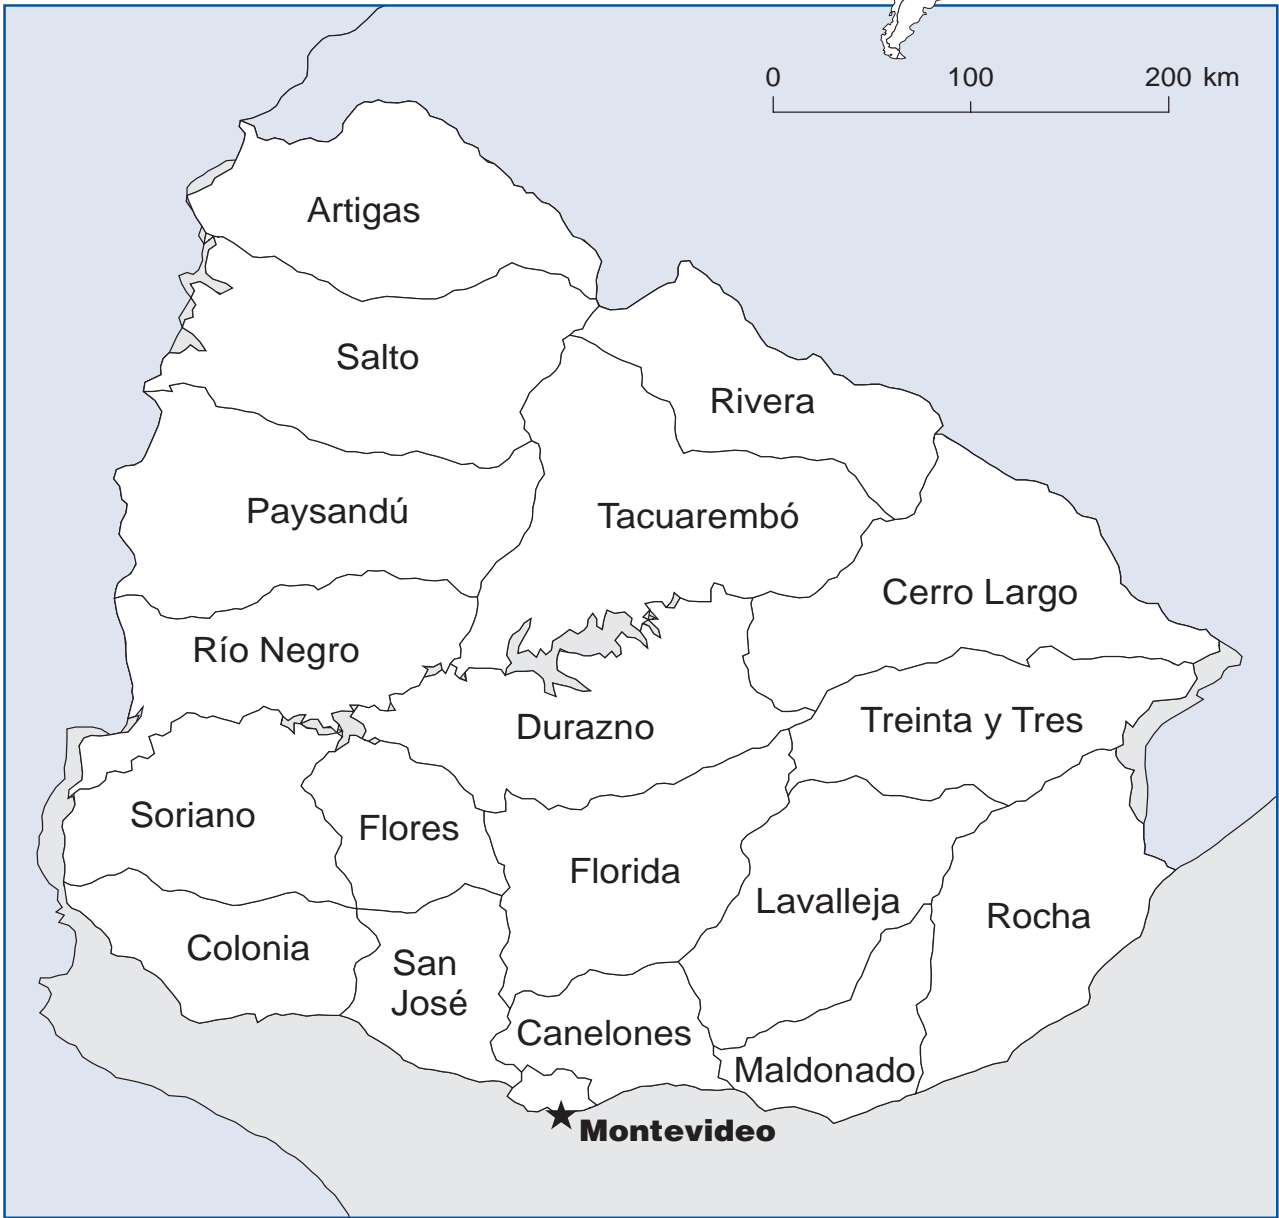 0 100 200 km
Artigas
Salto
Rivera
Paysandú
Tacuarembó
Cerro Largo
Río Negro
Durazno
Treinta y Tres
Soriano
Flores
Florida
Lavalleja
Rocha
Colonia
San
José
Canelones
Maldonado
Montevideo